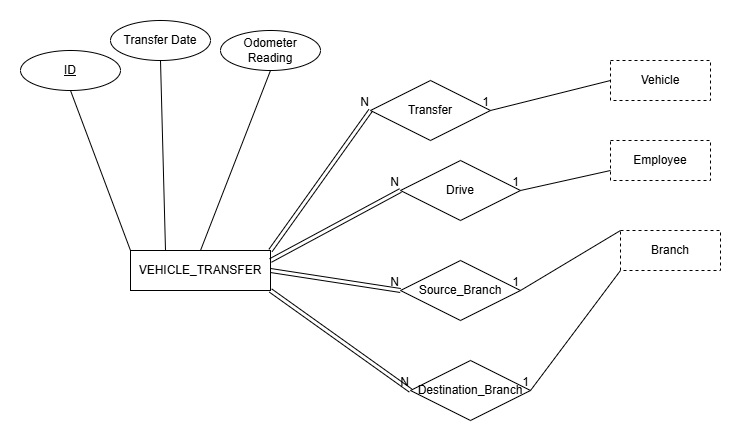 Transfer Date
Odometer
Reading
ID
Vehicle
N
1
Transfer
Employee
N
1
Drive
Branch
VEHICLE_TRANSFER
N
1
Source_Branch
N
1
Destination_Branch